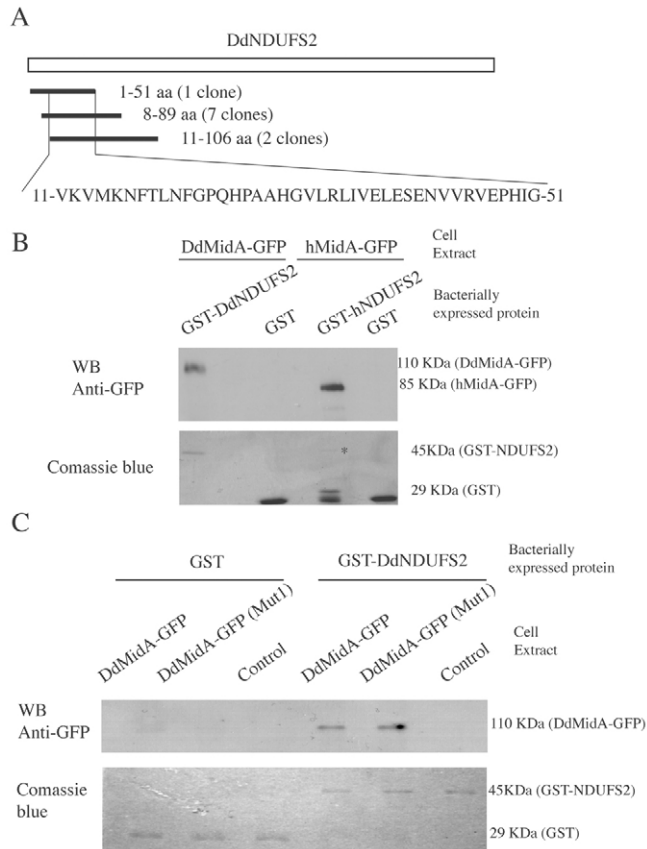 A
DdNDUFS2
1-51 aa (1 clone)
8-89 aa (7 clones)
11-106 aa (2 clones)
11-VKVMKNFTLNFGPQHPAAHGVLRLIVELESENVVRVEPHIG-51
B
DdMidA-GFP hMidA-GFP
Cell
Extract
GST-DdNDUFS2 GST GST-hNDUFS2 GST
Bacterially
expressed protein
WB
Anti-GFP
110 KDa (DdMidA-GFP)
85 KDa (hMidA-GFP)
Comassie blue
45KDa (GST-NDUFS2)
29 KDa (GST)
C
GST GST-DdNDUFS2
Bacterially
expressed protein
DdMidA-GFP DdMidA-GFP (Mut1) Control DdMidA-GFP DdMidA-GFP (Mut1) Control
Cell
Extract
WB
Anti-GFP
110 KDa (DdMidA-GFP)
Comassie
blue
45KDa (GST-NDUFS2)
29 KDa (GST)